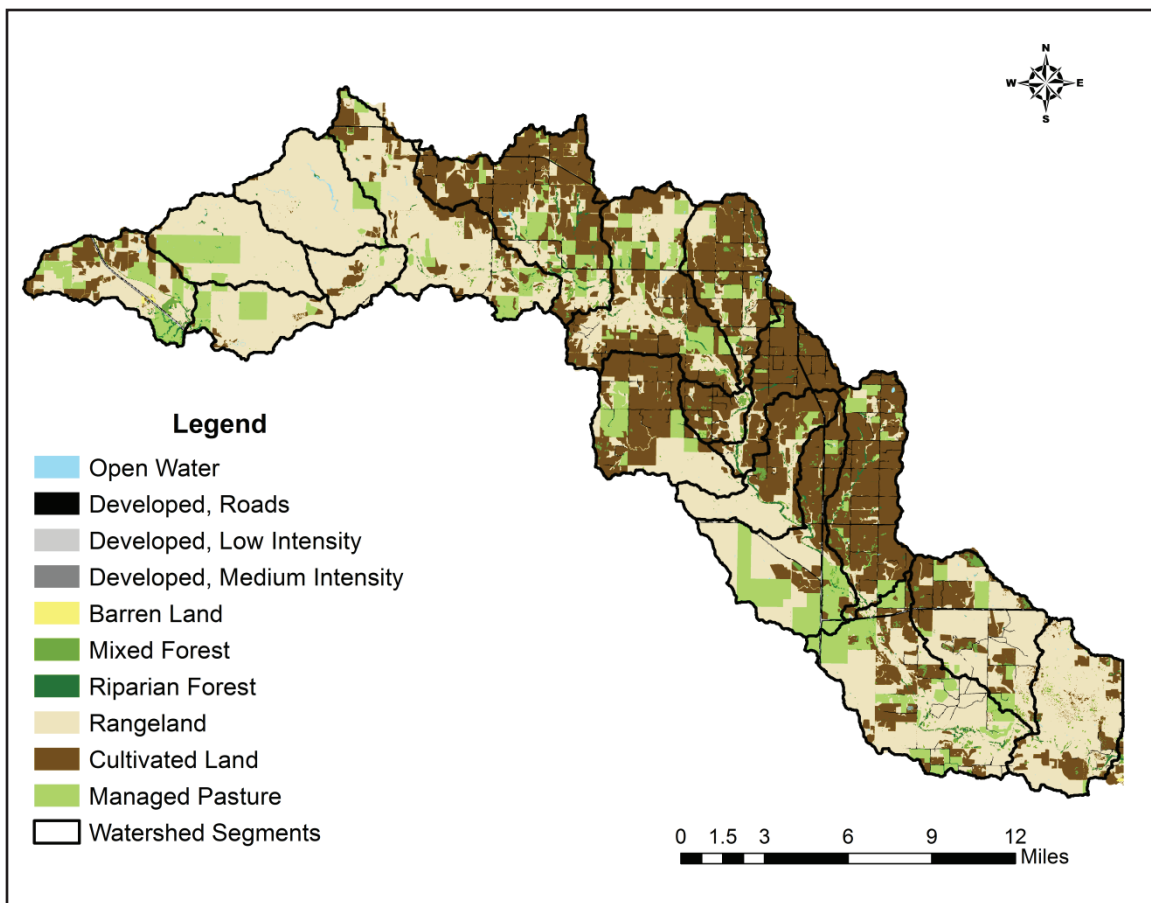 N
W E
S
Legend
Open Water
Developed, Roads
Developed, Low Intensity
Developed, Medium Intensity
Barren Land
Mixed Forest
Riparian Forest
Rangeland
Cultivated Land
Managed Pasture
Watershed Segments
0 1.5 3 6 9 12
Miles